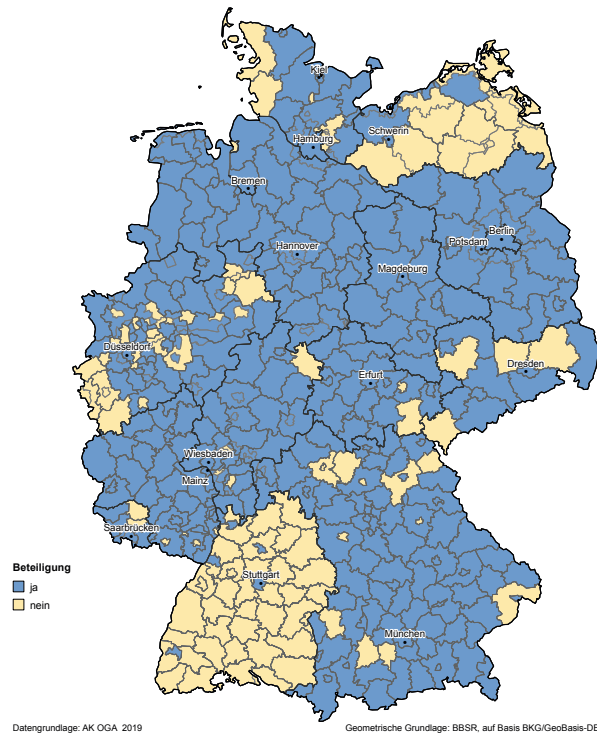 Kiel
Schwerin
Hamburg
Bremen
Berlin
Potsdam
Hannover
Magdeburg
Düsseldorf
Dresden
Erfurt
Wiesbaden
Mainz
Saarbrücken
Beteiligung
ja
nein
Stuttgart
München
Datengrundlage: AK OGA 2019
Geometrische Grundlage: BBSR, auf Basis BKG/GeoBasis-DE